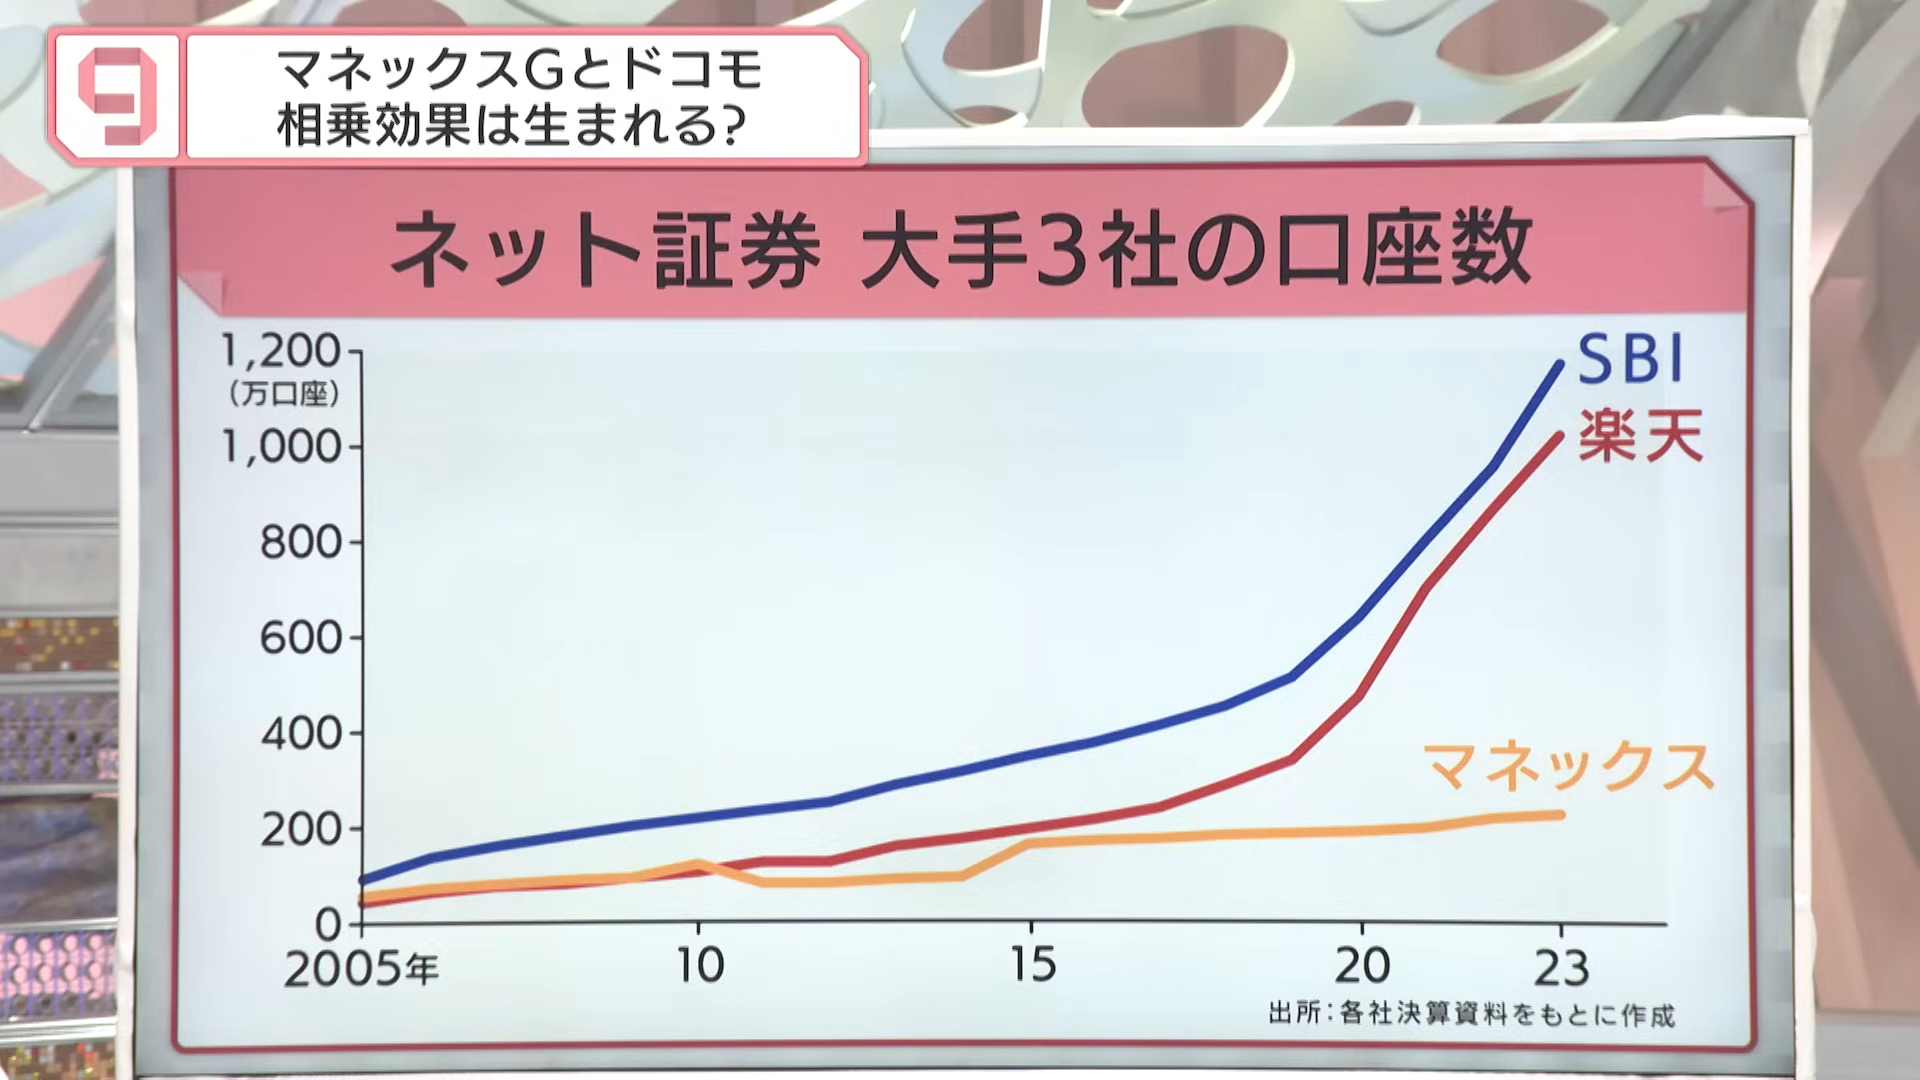 9
マネックスGとドコモ
相乗効果は生まれる?
ネット証券 大手3社の口座数
1,200
(万口座)
1,000
800
600
400
200
0
2005年
10
15
20
23
SBI
楽天
マネックス
出所:各社決算資料をもとに作成